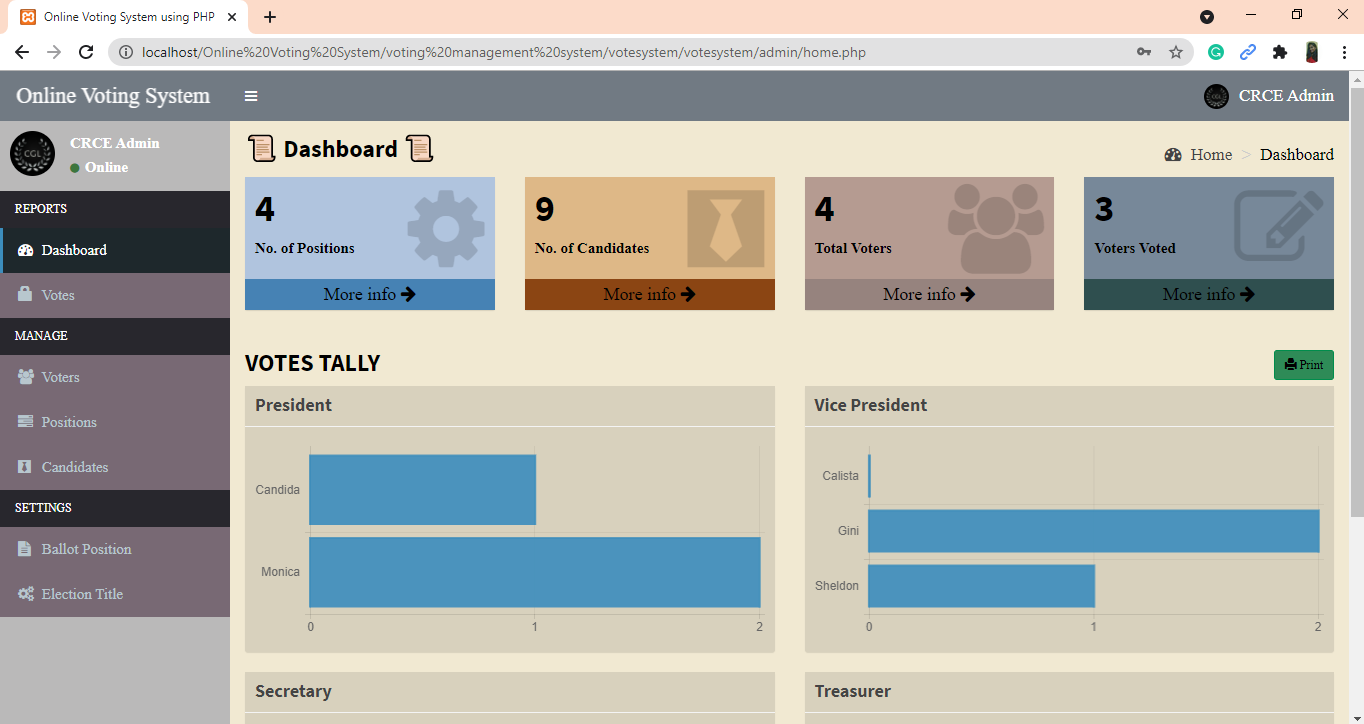 Online Voting System using PHP
localhost/Online%20Voting%20System/voting%20management%20system/votesystem/votesystem/admin/home.php
Online Voting System
CRCE Admin
CGL
CRCE Admin
Online
REPORTS
Dashboard
Votes
MANAGE
Voters
Positions
Candidates
SETTINGS
Ballot Position
Election Title
Dashboard
Home > Dashboard
4
No. of Positions
More info
9
No. of Candidates
More info
4
Total Voters
More info
3
Voters Voted
More info
VOTES TALLY
Print
President
Candida
Monica
0 1 2
Vice President
Calista
Gini
Sheldon
0 1 2
Secretary
Treasurer